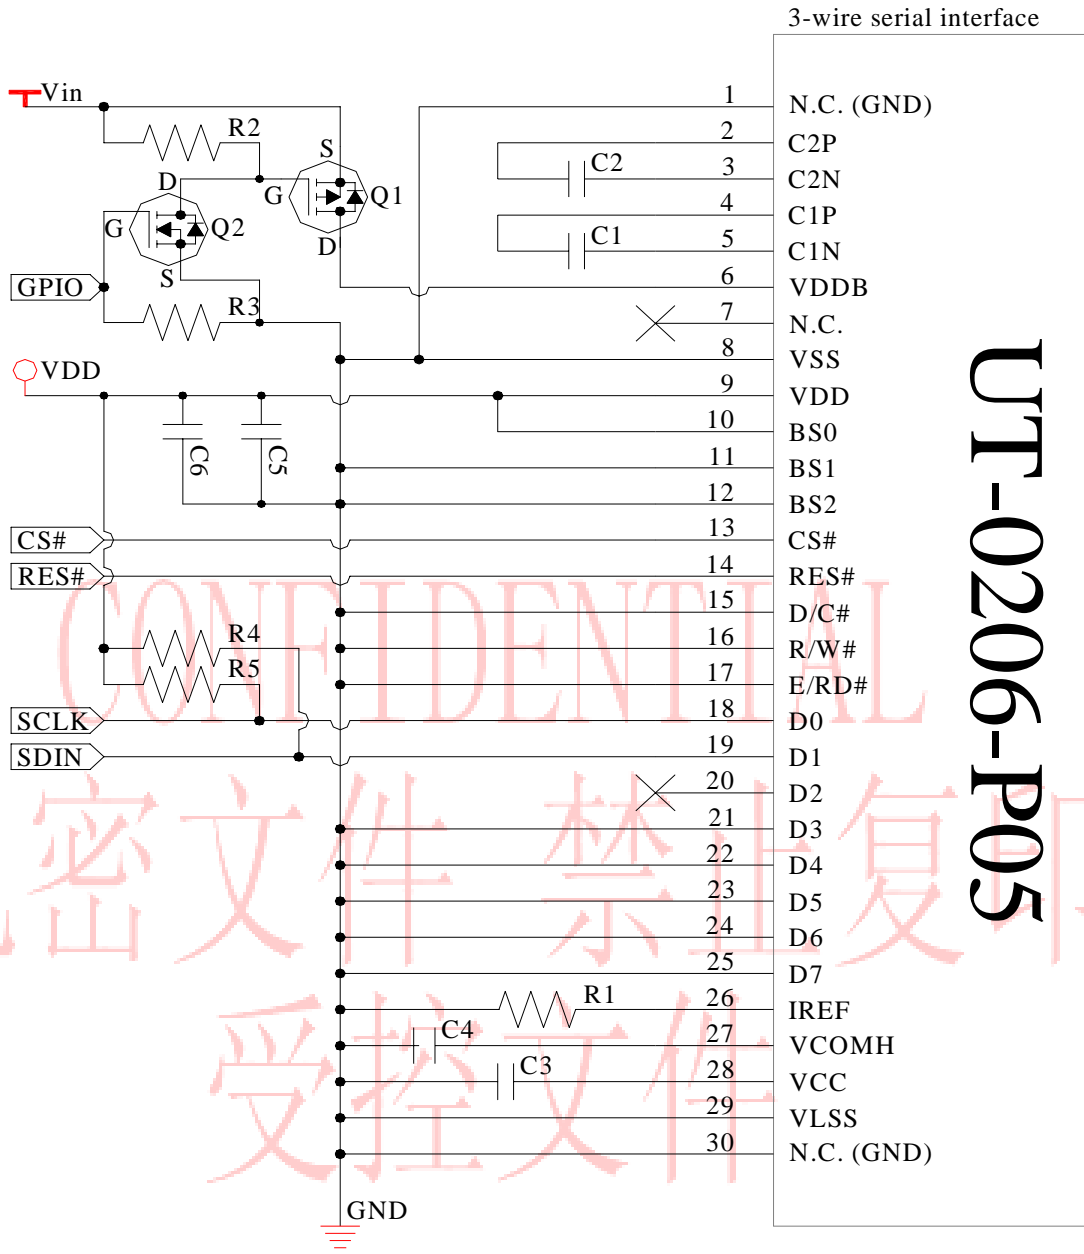 3-wire serial interface
Vin
1 N.C. (GND)
R2
2 C2P
S
C2
3 C2N
D
G
Q1
4 C1P
G
Q2
C1
5 C1N
D
S
6 VDDB
GPIO
R3
7 N.C.
8 VSS
VDD
9 VDD
10 BS0
C6
C5
11 BS1
12 BS2
CS#
13 CS#
RES#
14 RES#
15 D/C#
R4
16 R/W#
R5
17 E/RD#
SCLK
18 D0
SDIN
19 D1
20 D2
21 D3
22 D4
23 D5
24 D6
25 D7
R1
26 IREF
C4
27 VCOMH
C3
28 VCC
29 VLSS
30 N.C. (GND)
GND
UT-0206-P05
CONFIDENTIAL
密文件 禁止复印
受控文件